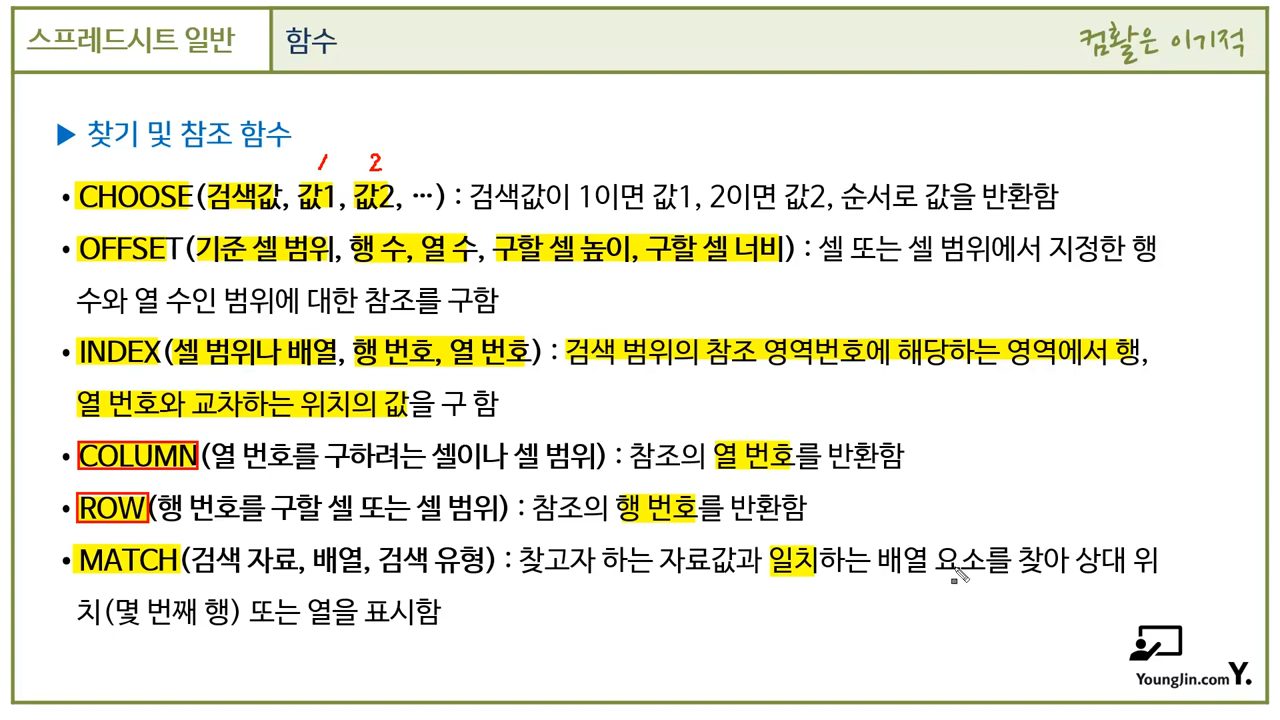 스프레드시트 일반
함수
컴활은 이기적
▶ 찾기 및 참조 함수
1 2
• CHOOSE(검색값, 값1, 값2, …) : 검색값이 1이면 값1, 2이면 값2, 순서로 값을 반환함
• OFFSET(기준 셀 범위, 행 수, 열 수, 구할 셀 높이, 구할 셀 너비) : 셀 또는 셀 범위에서 지정한 행
수와 열 수인 범위에 대한 참조를 구함
• INDEX(셀 범위나 배열, 행 번호, 열 번호) : 검색 범위의 참조 영역번호에 해당하는 영역에서 행,
열 번호와 교차하는 위치의 값을 구 함
• COLUMN(열 번호를 구하려는 셀이나 셀 범위) : 참조의 열 번호를 반환함
• ROW(행 번호를 구할 셀 또는 셀 범위) : 참조의 행 번호를 반환함
• MATCH(검색 자료, 배열, 검색 유형) : 찾고자 하는 자료값과 일치하는 배열 요소를 찾아 상대 위
치(몇 번째 행) 또는 열을 표시함
YoungJin.com Y.